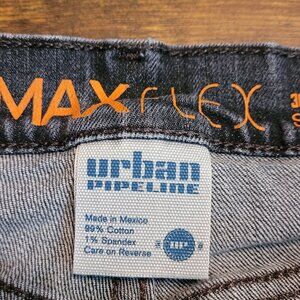 MAX FLEX
urban
PIPELINE
Made in Mexico
99% Cotton
1% Spandex
Care on Reverse
UP